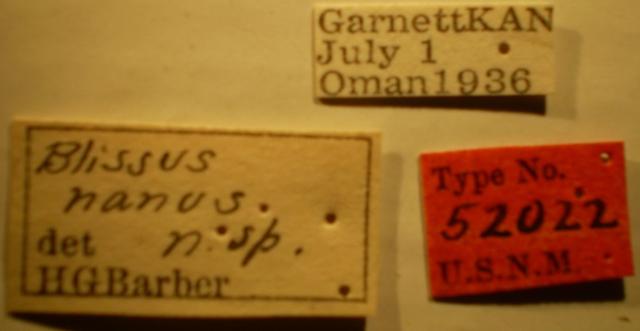 GarnettKAN
July 1
Oman1936
Blissus
nanus.
det n.sp.
HGBarber
Type No.
52022
U.S.N.M.